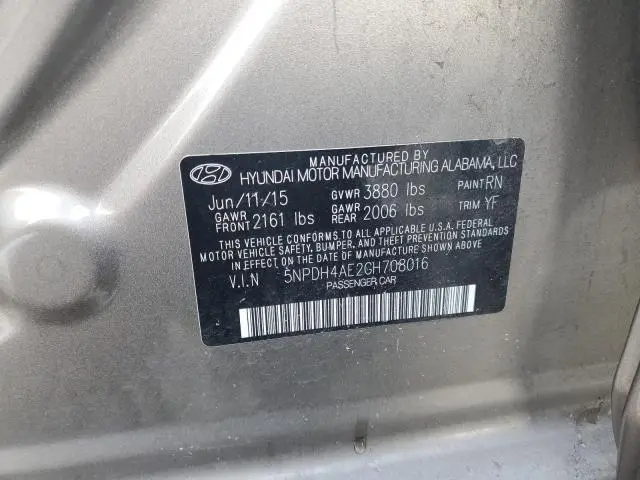 MANUFACTURED BY
HYUNDAI MOTOR MANUFACTURING ALABAMA, LLC
Jun/11/15 GVWR 3880 lbs PAINT RN
GAWR FRONT 2161 lbs GAWR REAR 2006 lbs TRIM YF
THIS VEHICLE CONFORMS TO ALL APPLICABLE U.S.A. FEDERAL
MOTOR VEHICLE SAFETY, BUMPER, AND THEFT PREVENTION STANDARDS
IN EFFECT ON THE DATE OF MANUFACTURE SHOWN ABOVE
V.I.N 5NPDH4AE2GH708016
PASSENGER CAR